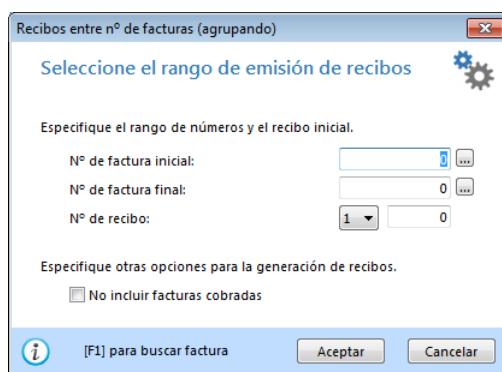 Recibos entre nº de facturas (agrupando)
Seleccione el rango de emisión de recibos
Especifique el rango de números y el recibo inicial.
Nº de factura inicial: 0 ...
Nº de factura final: 0 ...
Nº de recibo: 1 0
Especifique otras opciones para la generación de recibos.
No incluir facturas cobradas
[F1] para buscar factura Aceptar Cancelar